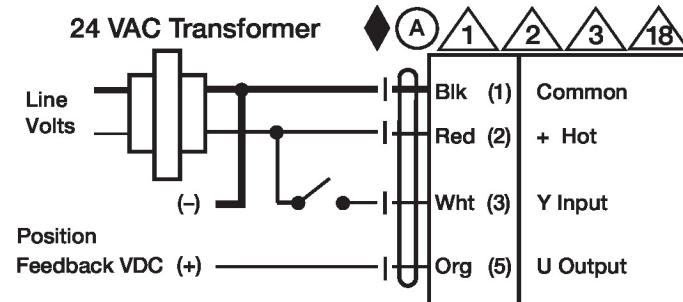 24 VAC Transformer
A 1 2 3 18
Line
Volts
Blk (1) Common
Red (2) + Hot
(–) Wht (3) Y Input
Position
Feedback VDC (+) Org (5) U Output